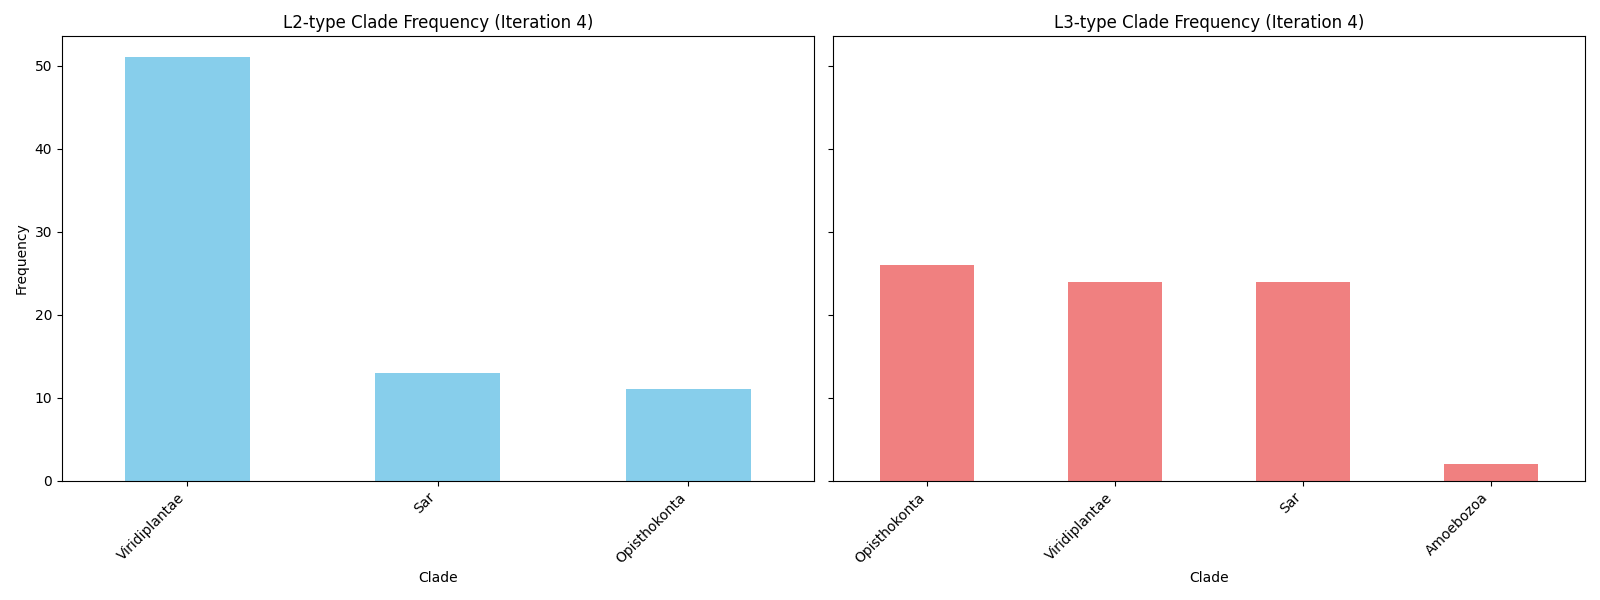 L2-type Clade Frequency (Iteration 4)
Frequency
50
40
30
20
10
0
Viridiplantae
Sar
Opisthokonta
Clade
L3-type Clade Frequency (Iteration 4)
Opisthokonta
Viridiplantae
Sar
Amoebozoa
Clade